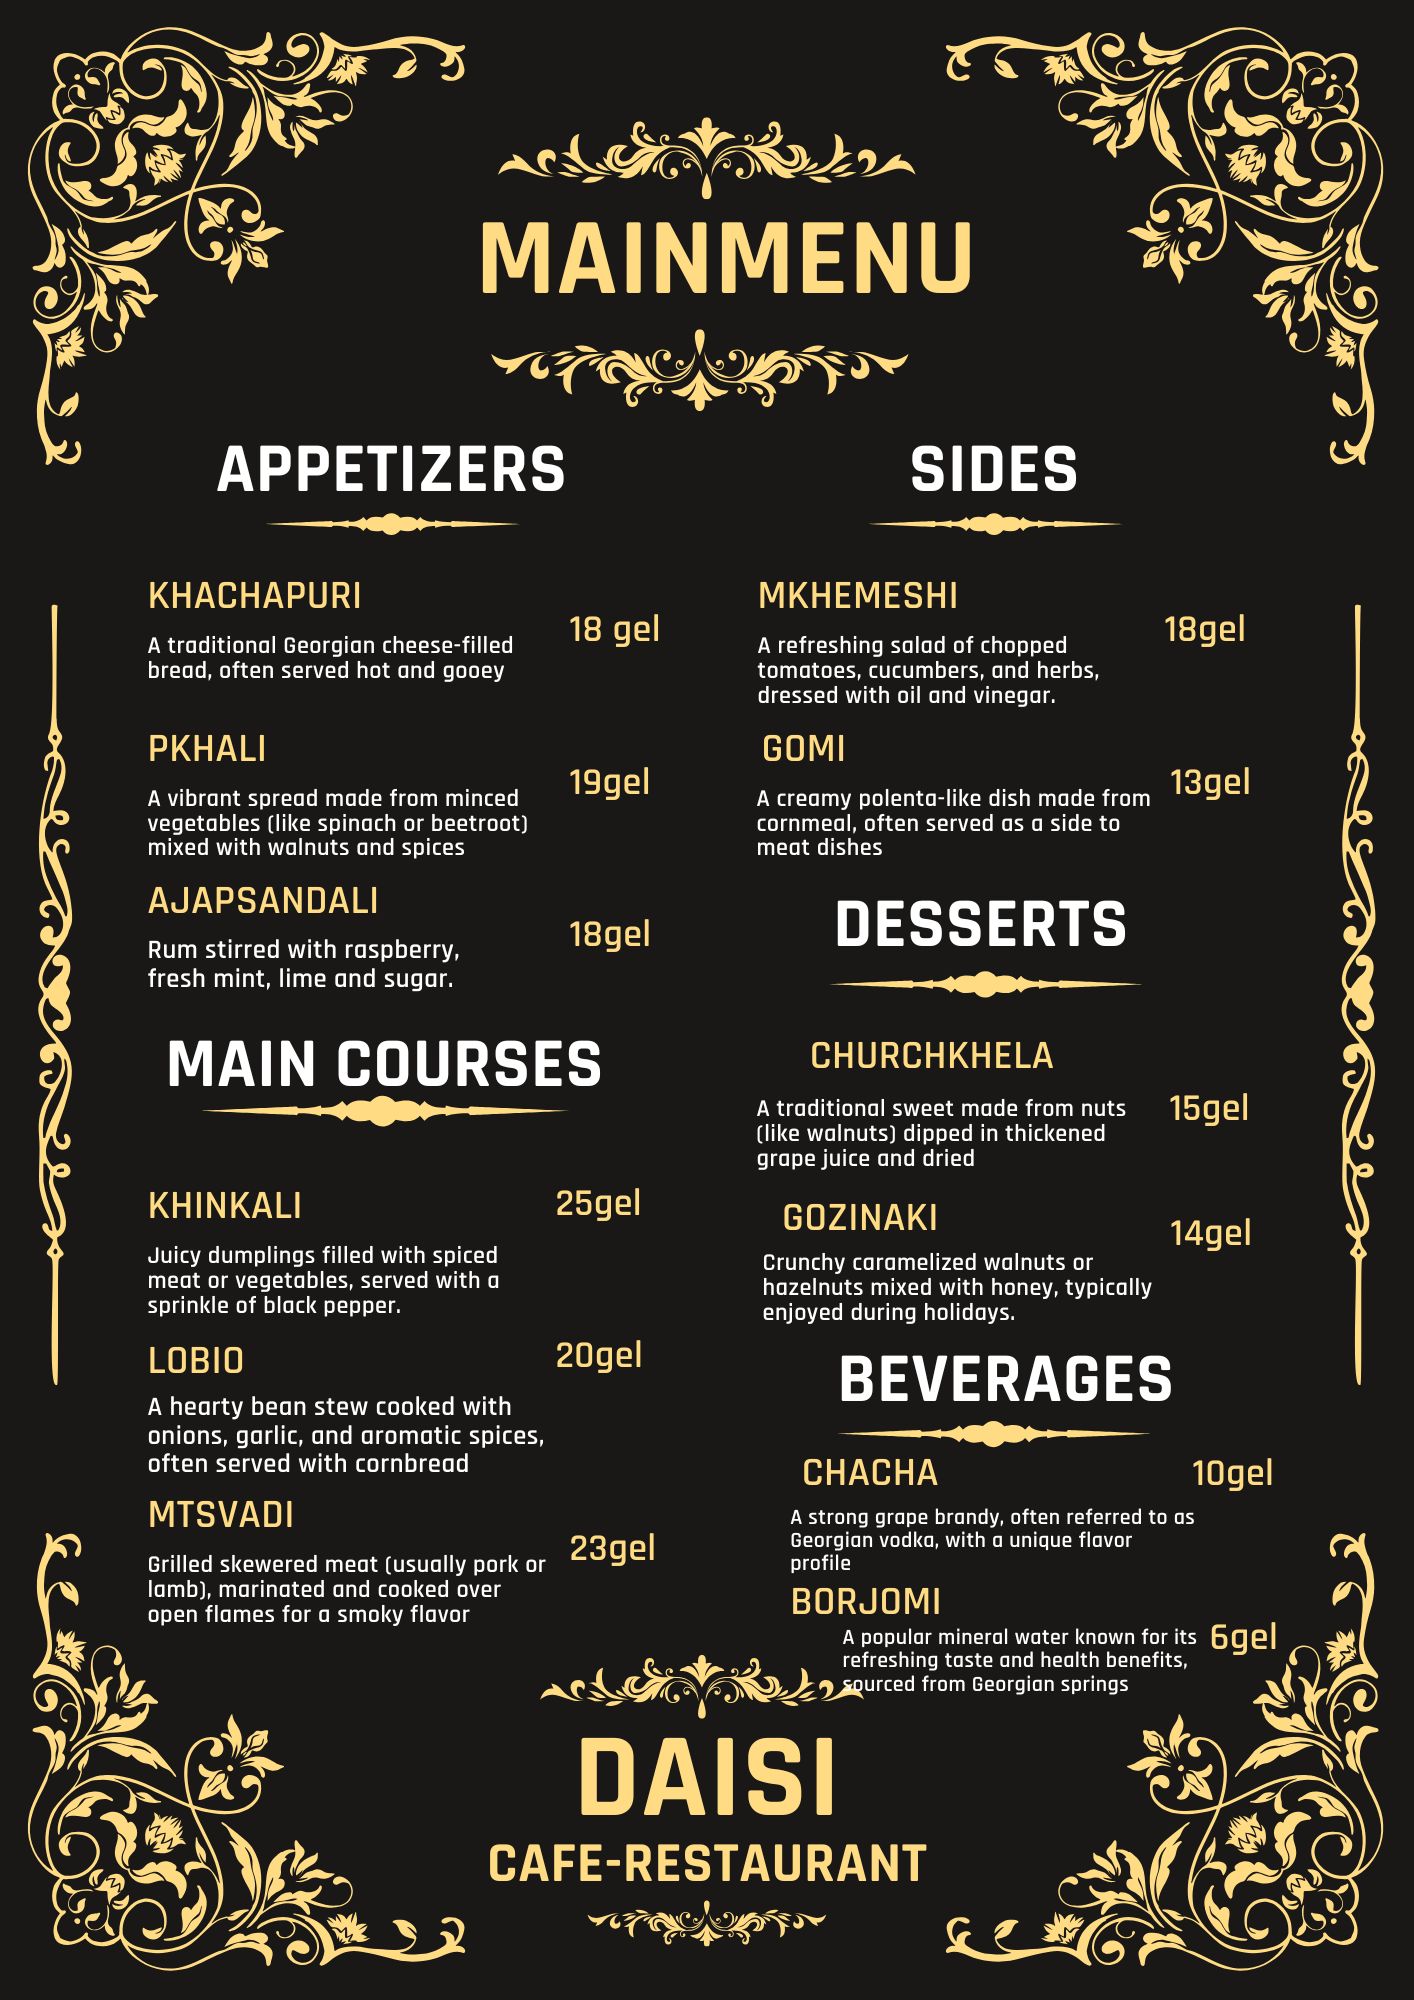 MAINMENU
APPETIZERS
KHACHAPURI
18 gel
A traditional Georgian cheese-filled
bread, often served hot and gooey
PKHALI
19gel
A vibrant spread made from minced
vegetables (like spinach or beetroot)
mixed with walnuts and spices
AJAPSANDALI
18gel
Rum stirred with raspberry,
fresh mint, lime and sugar.
MAIN COURSES
KHINKALI
25gel
Juicy dumplings filled with spiced
meat or vegetables, served with a
sprinkle of black pepper.
LOBIO
20gel
A hearty bean stew cooked with
onions, garlic, and aromatic spices,
often served with cornbread
MTSVADI
23gel
Grilled skewered meat (usually pork or
lamb), marinated and cooked over
open flames for a smoky flavor
SIDES
MKHEMESHI
18gel
A refreshing salad of chopped
tomatoes, cucumbers, and herbs,
dressed with oil and vinegar.
GOMI
13gel
A creamy polenta-like dish made from
cornmeal, often served as a side to
meat dishes
DESSERTS
CHURCHKHELA
15gel
A traditional sweet made from nuts
(like walnuts) dipped in thickened
grape juice and dried
GOZINAKI
14gel
Crunchy caramelized walnuts or
hazelnuts mixed with honey, typically
enjoyed during holidays.
BEVERAGES
CHACHA
10gel
A strong grape brandy, often referred to as
Georgian vodka, with a unique flavor
profile
BORJOMI
6gel
A popular mineral water known for its
refreshing taste and health benefits,
sourced from Georgian springs
DAISI
CAFE-RESTAURANT